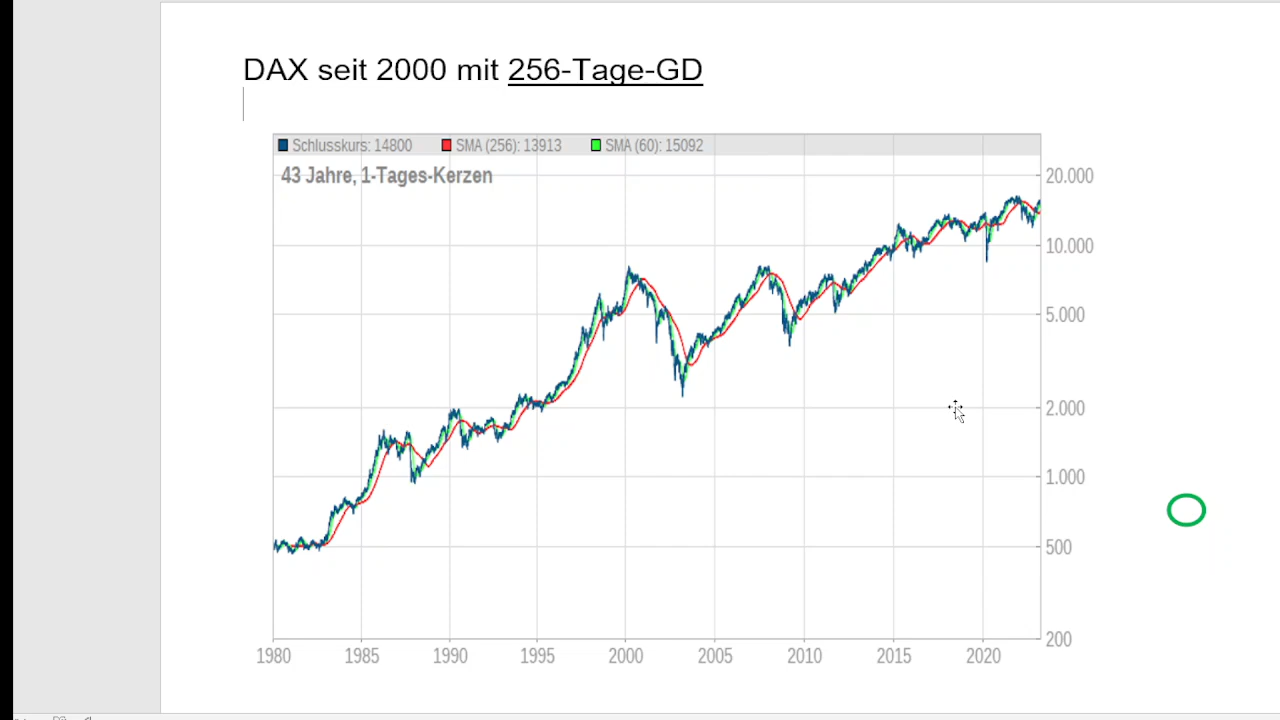 DAX seit 2000 mit 256-Tage-GD
Schlusskurs: 14800 SMA (256): 13913 SMA (60): 15092
43 Jahre, 1-Tages-Kerzen
20.000
10.000
5.000
2.000
1.000
500
200
1980 1985 1990 1995 2000 2005 2010 2015 2020